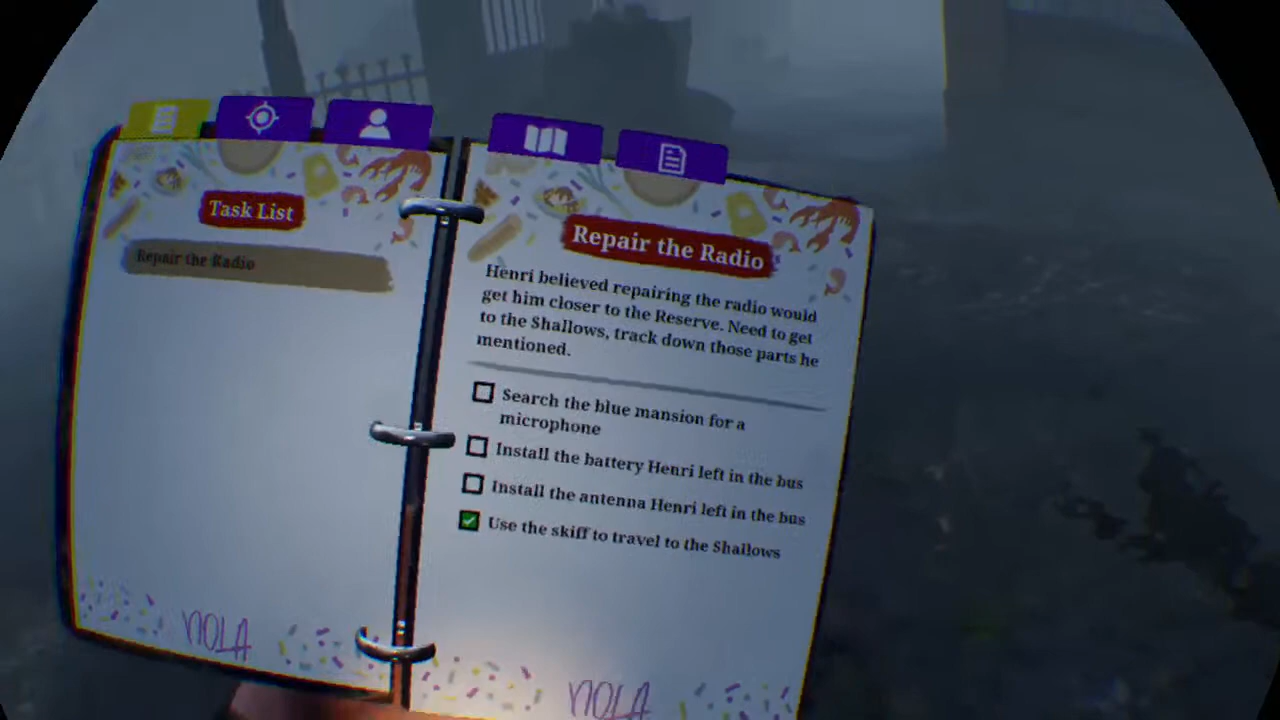 Task List
Repair the Radio
NOLA
Repair the Radio
Henri believed repairing the radio would
get him closer to the Reserve. Need to get
to the Shallows, track down those parts he
mentioned.
Search the blue mansion for a
microphone
Install the battery Henri left in the bus
Install the antenna Henri left in the bus
Use the skiff to travel to the Shallows
NOLA